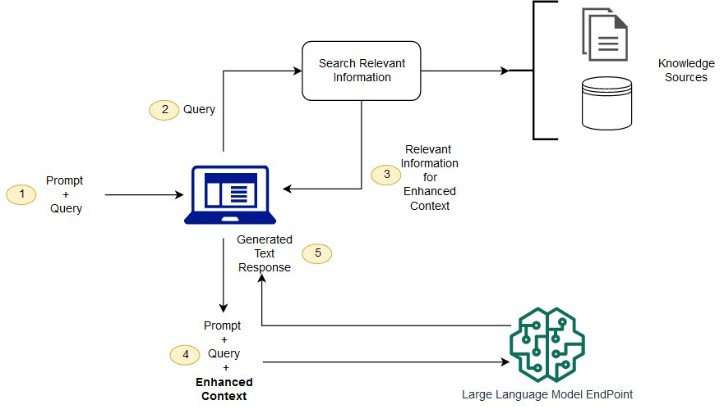 Search Relevant
Information
Knowledge
Sources
2
Query
1
Prompt
+
Query
3
Relevant
Information
for
Enhanced
Context
Generated
Text
Response
5
4
Prompt
+
Query
+
Enhanced
Context
Large Language Model EndPoint